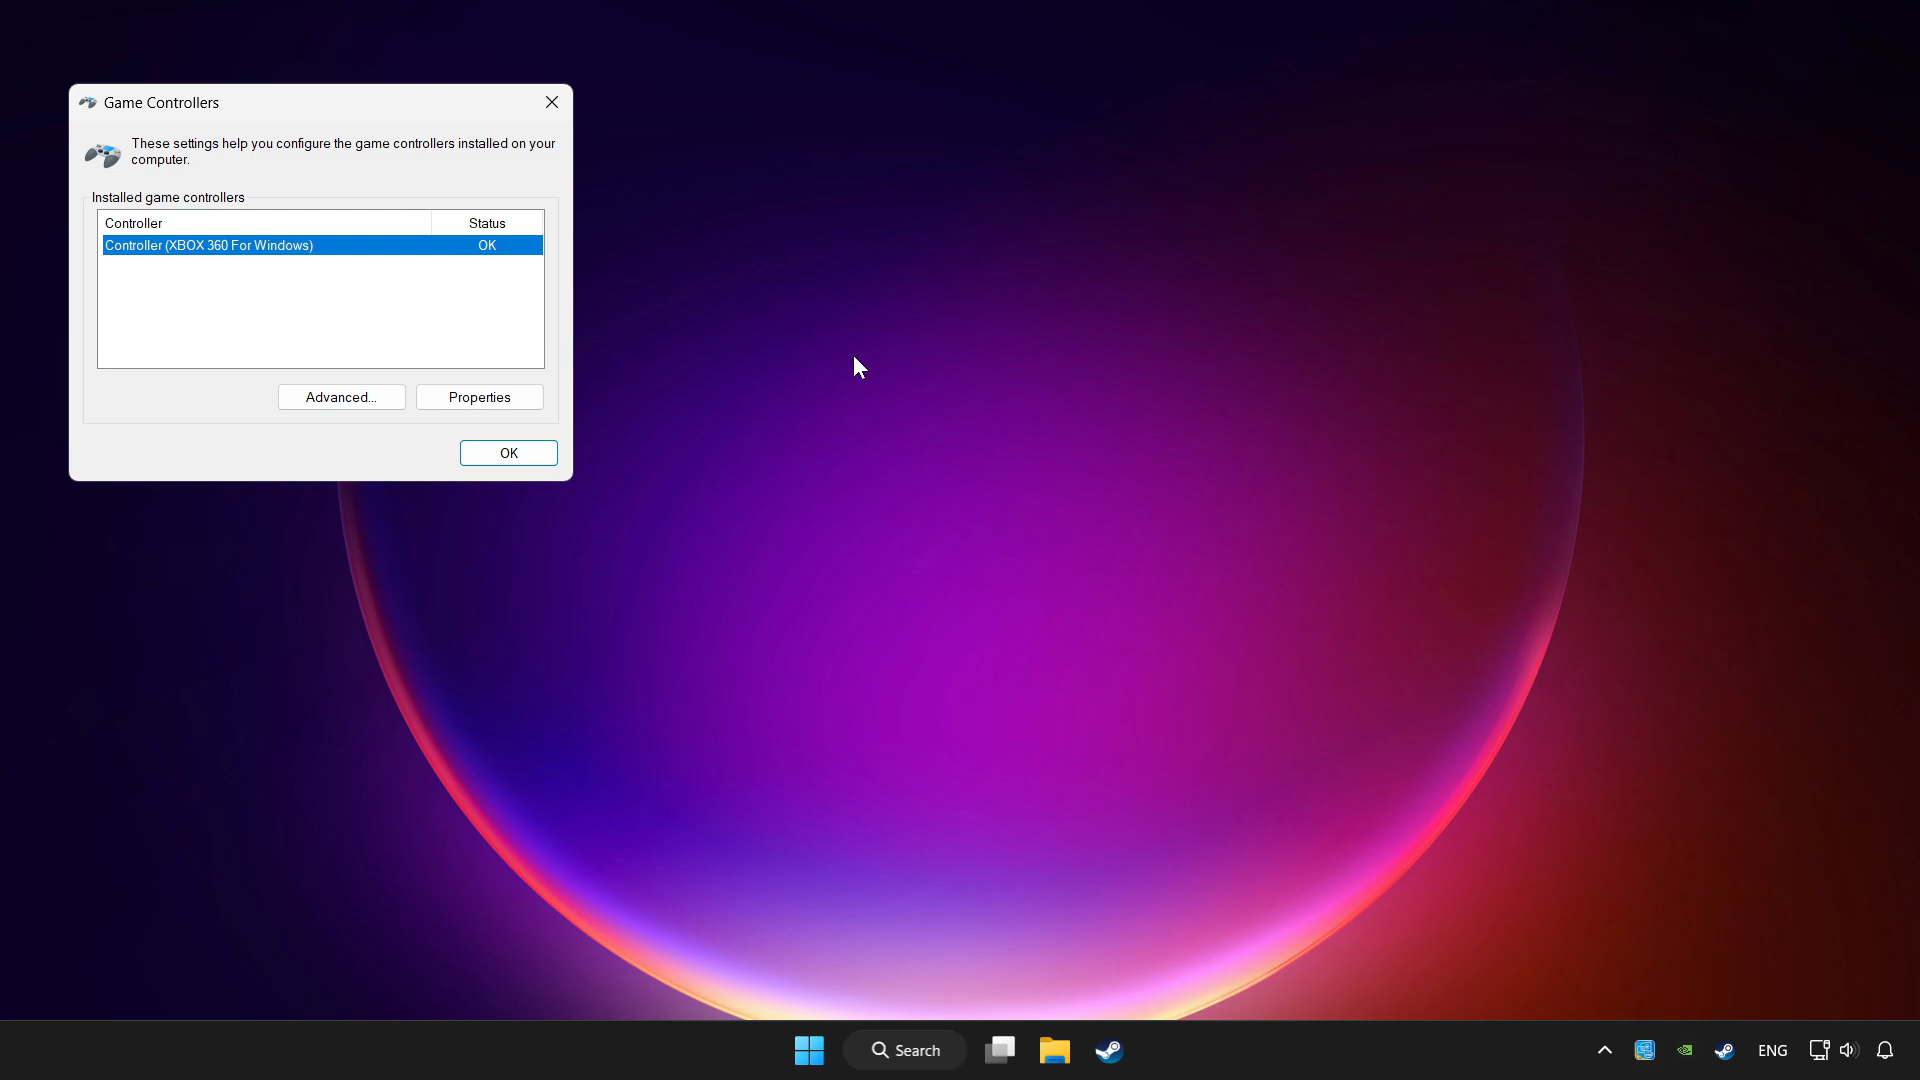 Game Controllers
These settings help you configure the game controllers installed on your
computer.
Installed game controllers
Controller Status
Controller (XBOX 360 For Windows) OK
Advanced... Properties
OK
Search ENG